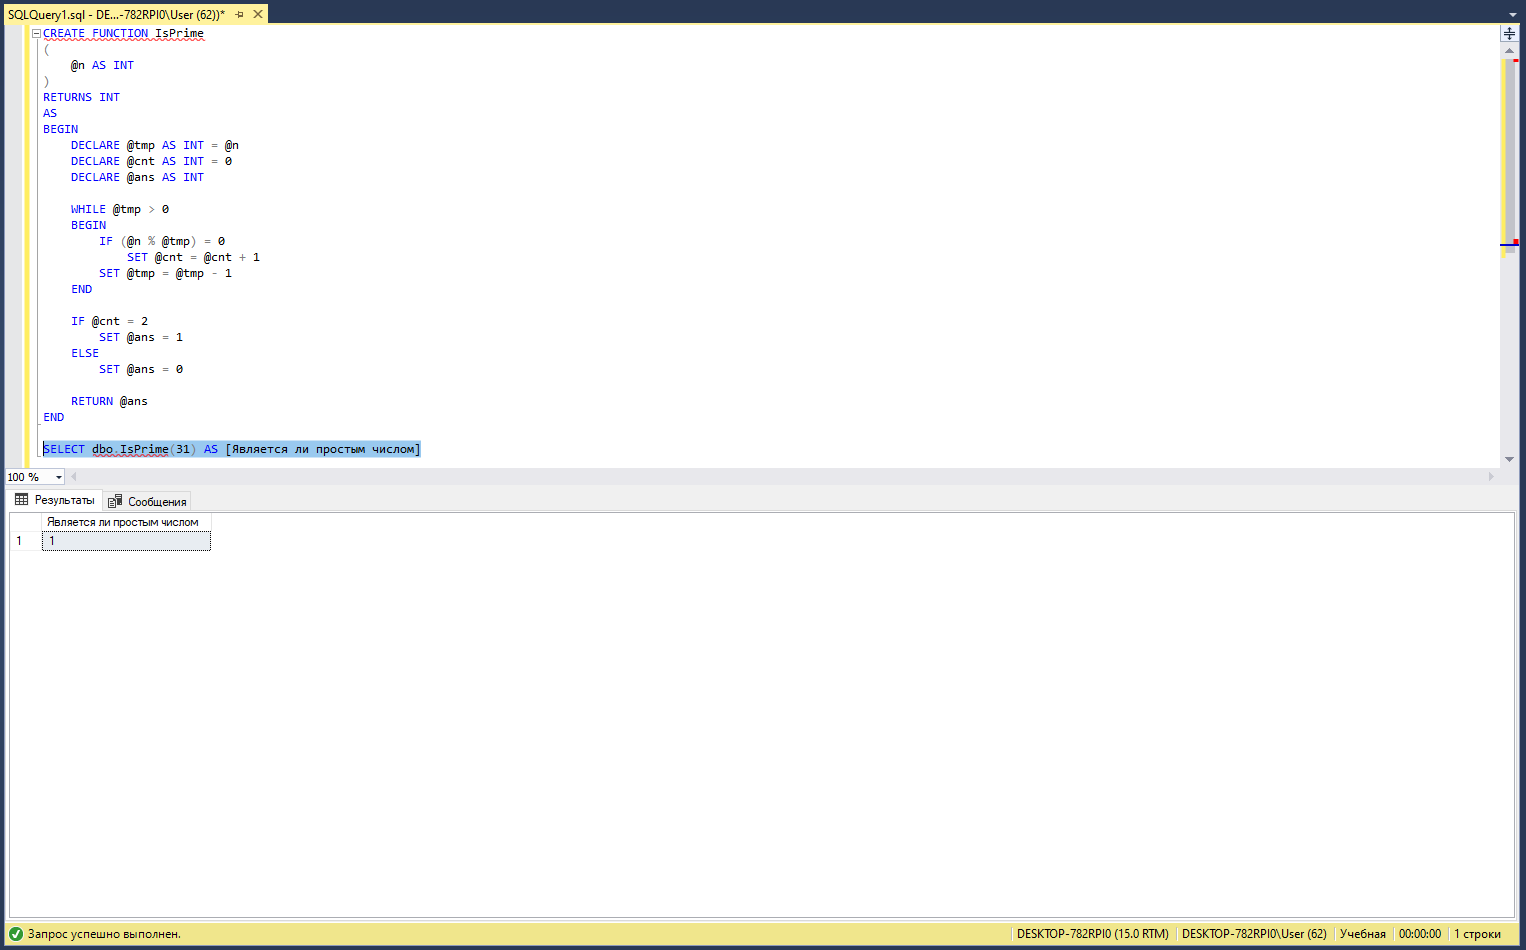 SQLQuery1.sql - DE...-782RPI0\User (62))*
CREATE FUNCTION IsPrime
(
@n AS INT
)
RETURNS INT
AS
BEGIN
DECLARE @tmp AS INT = @n
DECLARE @cnt AS INT = 0
DECLARE @ans AS INT
WHILE @tmp > 0
BEGIN
IF (@n % @tmp) = 0
SET @cnt = @cnt + 1
SET @tmp = @tmp - 1
END
IF @cnt = 2
SET @ans = 1
ELSE
SET @ans = 0
RETURN @ans
END
SELECT dbo.IsPrime(31) AS [Является ли простым числом]
100 %
Результаты Сообщения
Является ли простым числом
1 1
Запрос успешно выполнен. DESKTOP-782RPI0 (15.0 RTM) DESKTOP-782RPI0\User (62) Учебная 00:00:00 1 строки